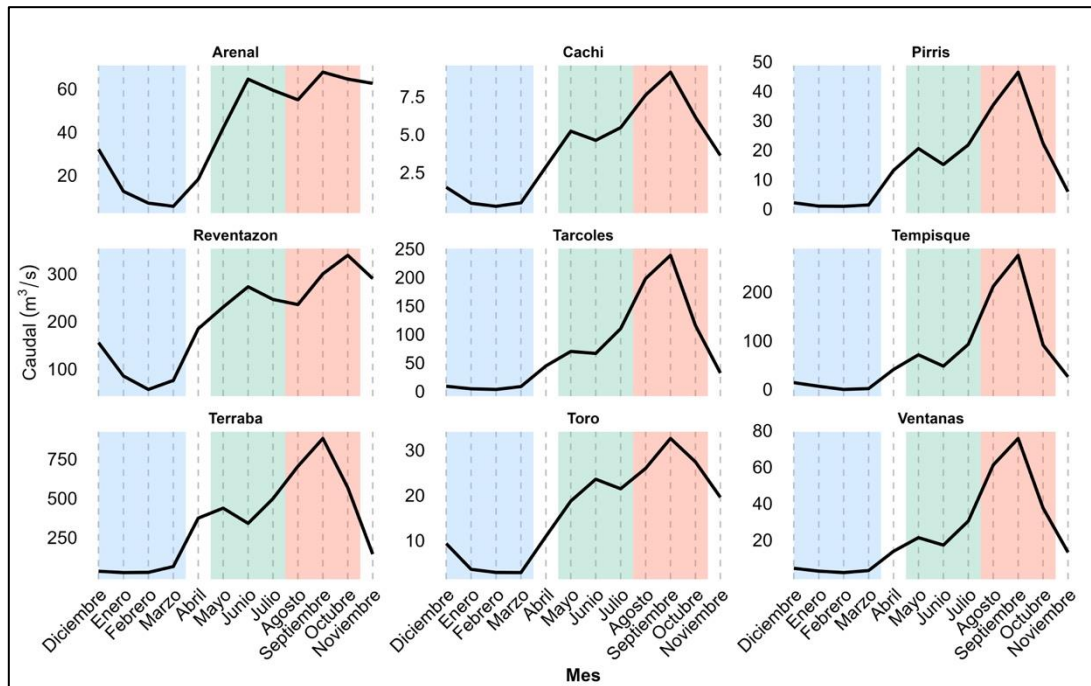 Arenal
60
40
20
Cachi
7.5
5.0
2.5
Pirris
50
40
30
20
10
0
Reventazon
300
200
100
Tarcoles
250
200
150
100
50
0
Tempisque
200
100
0
Terraba
750
500
250
Toro
30
20
10
Ventanas
80
60
40
20
Caudal (m³/s)
Diciembre
Enero
Febrero
Marzo
Abril
Mayo
Junio
Julio
Agosto
Septiembre
Octubre
Noviembre
Diciembre
Enero
Febrero
Marzo
Abril
Mayo
Junio
Julio
Agosto
Septiembre
Octubre
Noviembre
Diciembre
Enero
Febrero
Marzo
Abril
Mayo
Junio
Julio
Agosto
Septiembre
Octubre
Noviembre
Mes